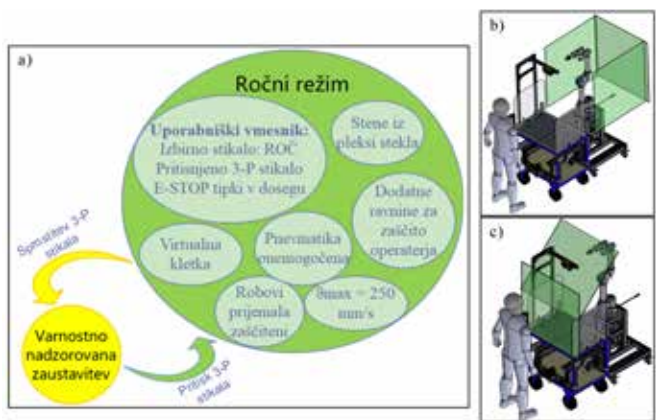 a)
Ročni režim
Uporabniški vmesnik:
Izbirno stikalo: ROČ
Pritisnjeno 3-P stikalo
E-STOP tipki v dosegu
Stene iz
pleksi stekla
Dodatne
ravnine za
zaščito
operaterja
Virtualna
kletka
Pnevmatika
onemogočena
Robovi
prijemala
zaščiteni
ϑmax = 250
mm/s
Sprostitev 3-P
stikala
Varnostno
nadzorovana
zaustavitev
Pritisk 3-P
stikala
b)
c)